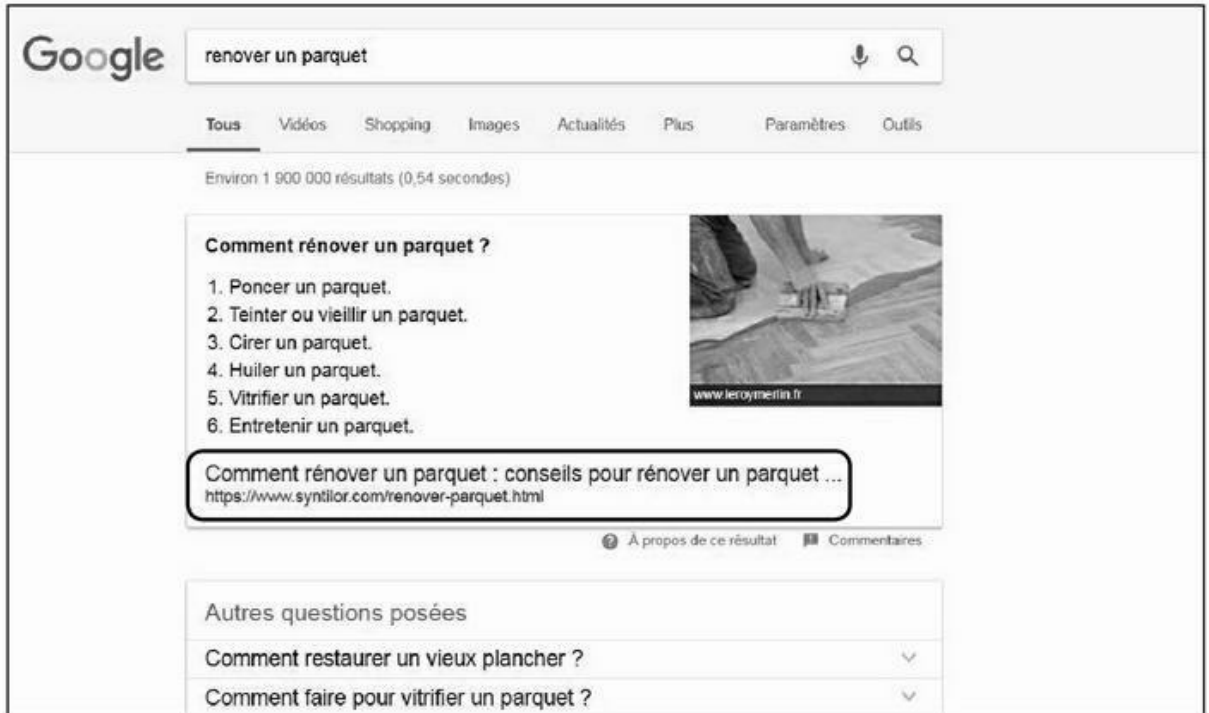 Google
renover un parquet
Tous Vidéos Shopping Images Actualités Plus Paramètres Outils
Environ 1 900 000 résultats (0,54 secondes)
Comment rénover un parquet ?
1. Poncer un parquet.
2. Teinter ou vieillir un parquet.
3. Cirer un parquet.
4. Huiler un parquet.
5. Vitrifier un parquet.
6. Entretenir un parquet.
www.leroymerlin.fr
Comment rénover un parquet : conseils pour rénover un parquet ...
https://www.syntilor.com/renover-parquet.html
À propos de ce résultat Commentaires
Autres questions posées
Comment restaurer un vieux plancher ?
Comment faire pour vitrifier un parquet ?